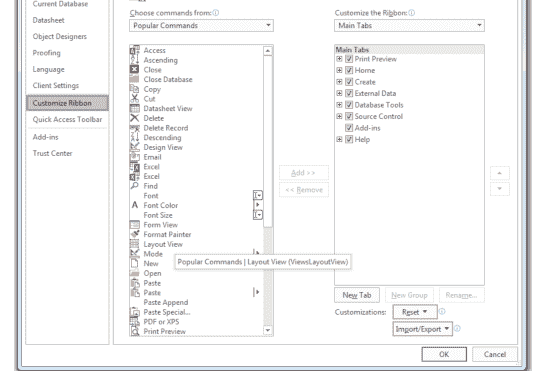 Current Database
Datasheet
Object Designers
Proofing
Language
Client Settings
Customize Ribbon
Quick Access Toolbar
Add-ins
Trust Center
Choose commands from:
Popular Commands
Access
Ascending
Close
Close Database
Copy
Cut
Datasheet View
Delete
Delete Record
Descending
Design View
Email
Excel
Excel
Find
Font
Font Color
Font Size
Form View
Format Painter
Layout View
Mode
New
Open
Paste
Paste
Paste Append
Paste Special...
PDF or XPS
Print Preview
Popular Commands | Layout View (ViewsLayoutView)
Add >>
<< Remove
Customize the Ribbon:
Main Tabs
Main Tabs
Print Preview
Home
Create
External Data
Database Tools
Source Control
Add-ins
Help
New Tab New Group Rename...
Customizations: Reset
Import/Export
OK Cancel